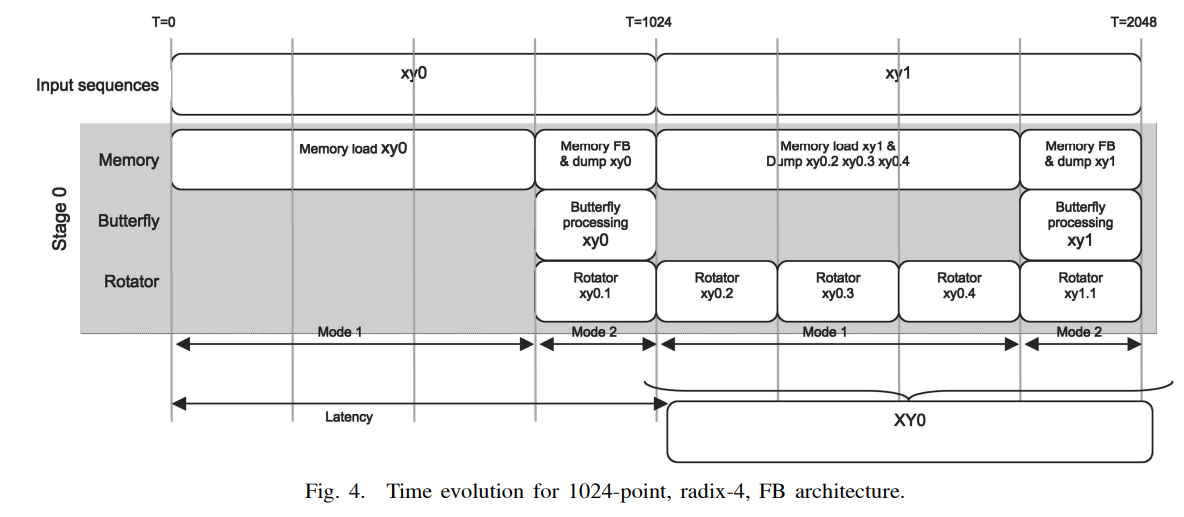 T=0
T=1024
T=2048
Input sequences
xy0
xy1
Stage 0
Memory
Memory load xy0
Memory FB
& dump xy0
Memory load xy1 &
Dump xy0.2 xy0.3 xy0.4
Memory FB
& dump xy1
Butterfly
Butterfly
processing
xy0
Butterfly
processing
xy1
Rotator
Rotator
xy0.1
Rotator
xy0.2
Rotator
xy0.3
Rotator
xy0.4
Rotator
xy1.1
Mode 1
Mode 2
Mode 1
Mode 2
Latency
XY0
Fig. 4. Time evolution for 1024-point, radix-4, FB architecture.